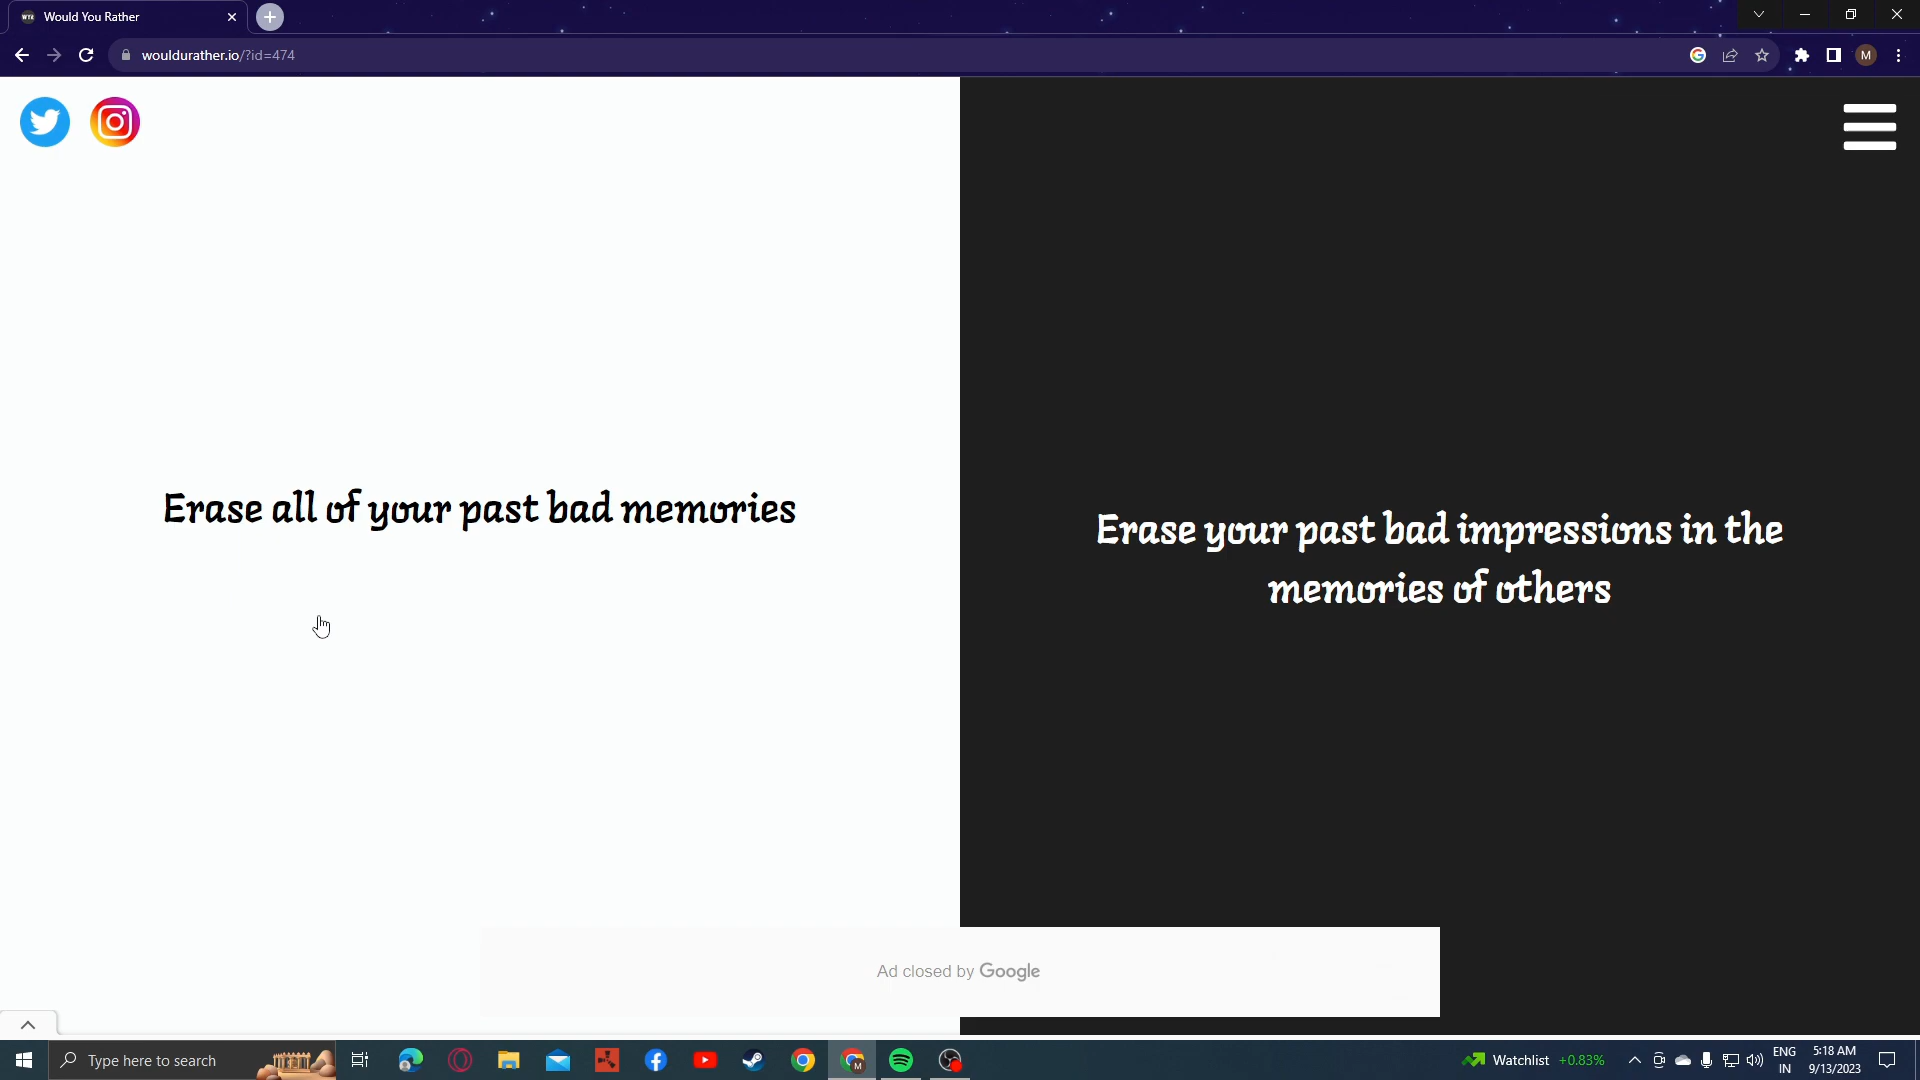 Would You Rather
wouldurather.io/?id=474
M
Erase all of your past bad memories
Erase your past bad impressions in the
memories of others
Ad closed by Google
Type here to search
M
Watchlist +0.83%
ENG
IN
5:18 AM
9/13/2023